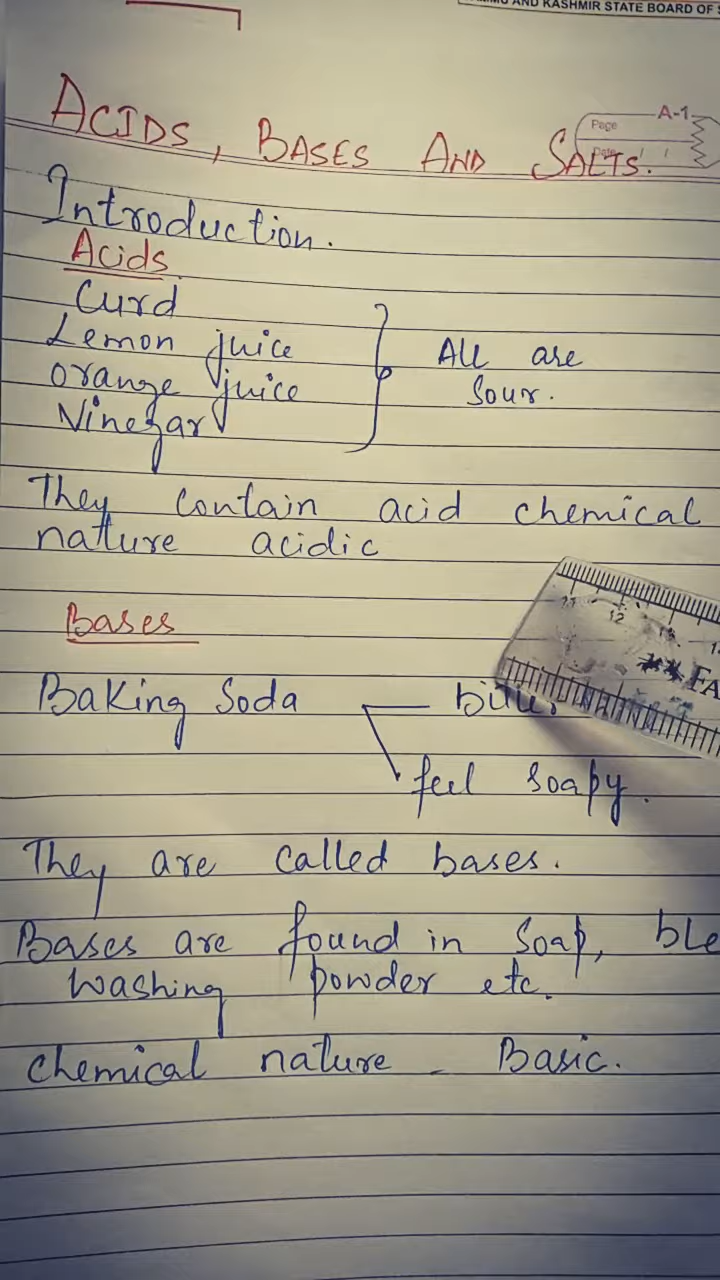 AND KASHMIR STATE BOARD OF
A-1
Page
Date
ACIDS, BASES AND SALTS.
Introduction.
Acids
Curd
Lemon juice
orange juice
Vinegar
All are
Sour.
They contain acid chemical
nature acidic
Bases
11 12
Baking Soda
feel soapy.
They are called bases.
Bases are found in Soap,
washing powder etc.
chemical nature - Basic.